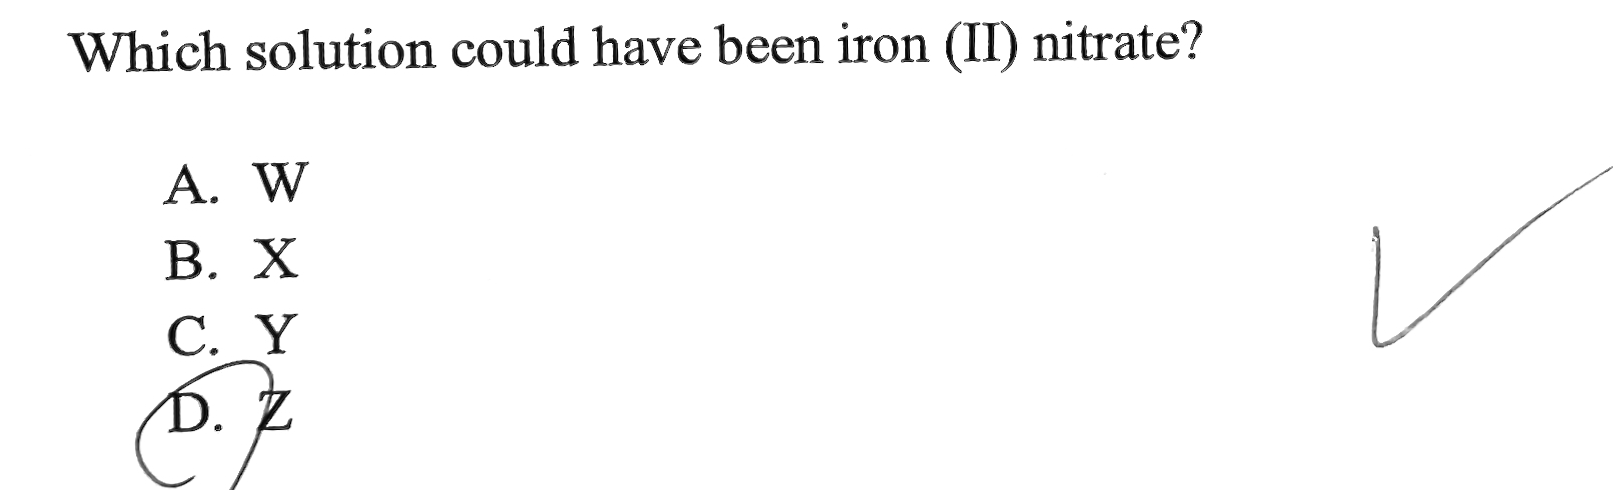 Which solution could have been iron (II) nitrate?
A. W
B. X
C. Y
D. Z